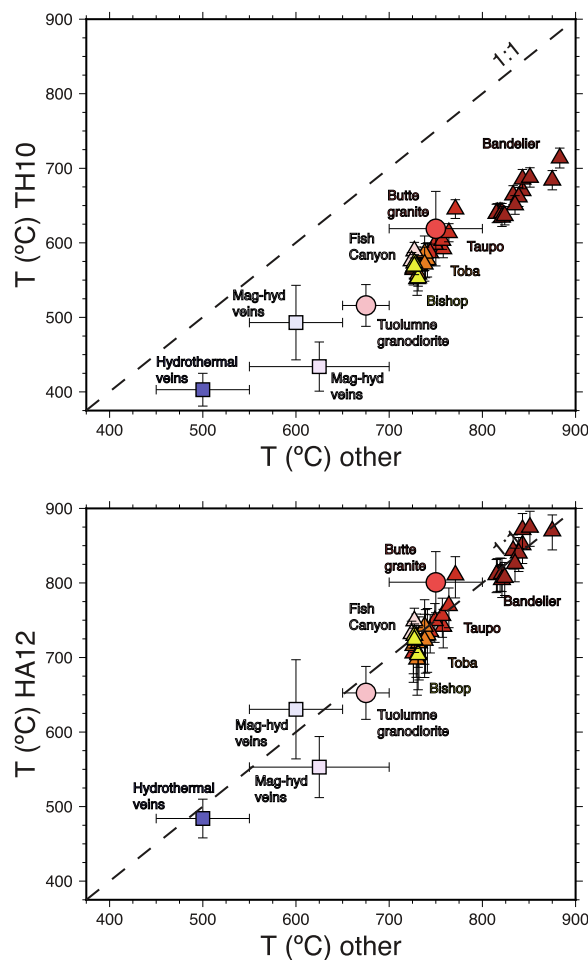 900
800
700
600
500
400
T (ºC) TH10
1:1
Bandelier
Butte
granite
Fish
Canyon
Taupo
Toba
Bishop
Mag-hyd
veins
Tuolumne
granodiorite
Hydrothermal
veins
Mag-hyd
veins
400 500 600 700 800 900
T (ºC) other
900
800
700
600
500
400
T (ºC) HA12
1:1
Butte
granite
Bandelier
Fish
Canyon
Taupo
Toba
Bishop
Mag-hyd
veins
Tuolumne
granodiorite
Hydrothermal
veins
Mag-hyd
veins
400 500 600 700 800 900
T (ºC) other